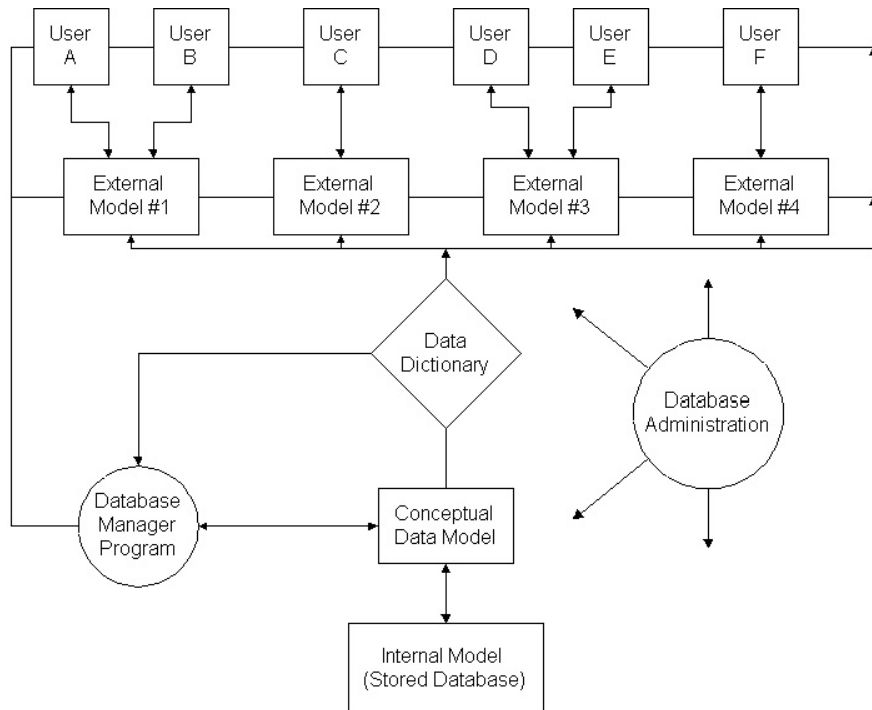 User
A
User
B
User
C
User
D
User
E
User
F
External
Model #1
External
Model #2
External
Model #3
External
Model #4
Data
Dictionary
Database
Administration
Database
Manager
Program
Conceptual
Data Model
Internal Model
(Stored Database)